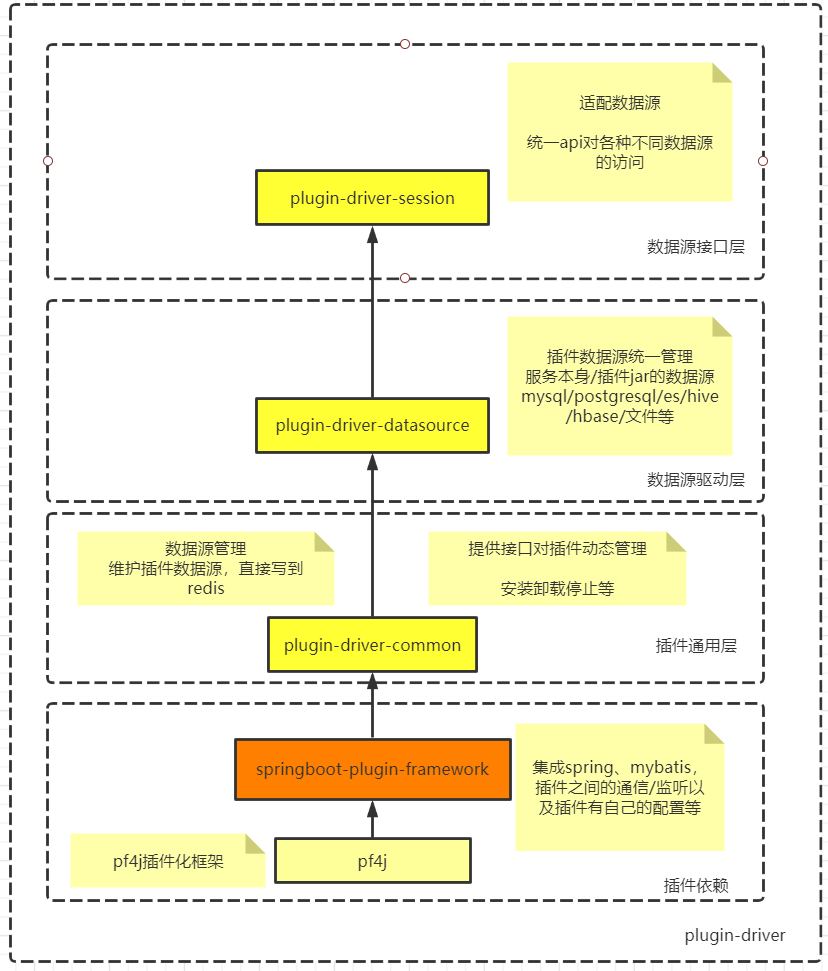 适配数据源
统一api对各种不同数据源
的访问
plugin-driver-session
数据源接口层
插件数据源统一管理
服务本身/插件jar的数据源
mysql/postgresql/es/hive
/hbase/文件等
plugin-driver-datasource
数据源驱动层
数据源管理
维护插件数据源，直接写到
redis
提供接口对插件动态管理
安装卸载停止等
plugin-driver-common
插件通用层
springboot-plugin-framework
集成spring、mybatis，
插件之间的通信/监听以
及插件有自己的配置等
pf4j插件化框架
pf4j
插件依赖
plugin-driver